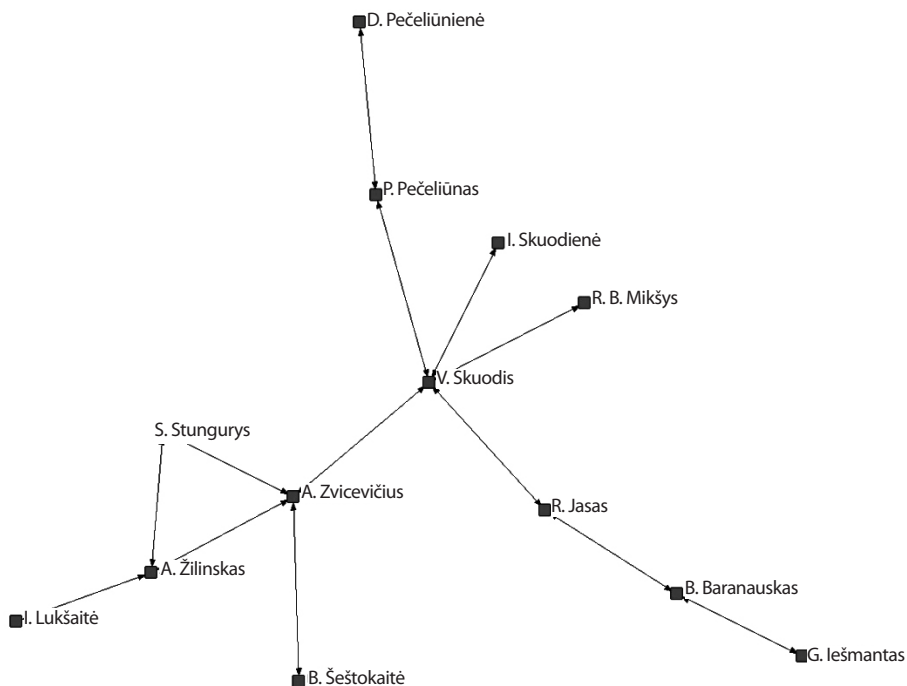 D. Pečeliūnienė
P. Pečeliūnas
I. Skuodienė
R. B. Mikšys
V. Skuodis
S. Stungurys
A. Zvicevičius
R. Jasas
A. Žilinskas
B. Baranauskas
I. Lukšaitė
G. Iešmantas
B. Šeštokaitė